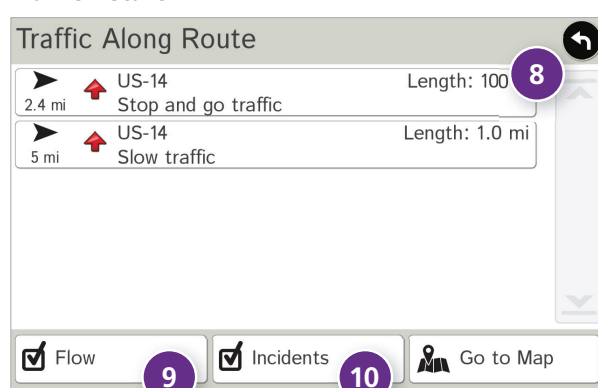 Traffic Along Route
8
US-14 Length: 100
2.4 mi Stop and go traffic
US-14 Length: 1.0 mi
5 mi Slow traffic
Flow Incidents Go to Map
9 10